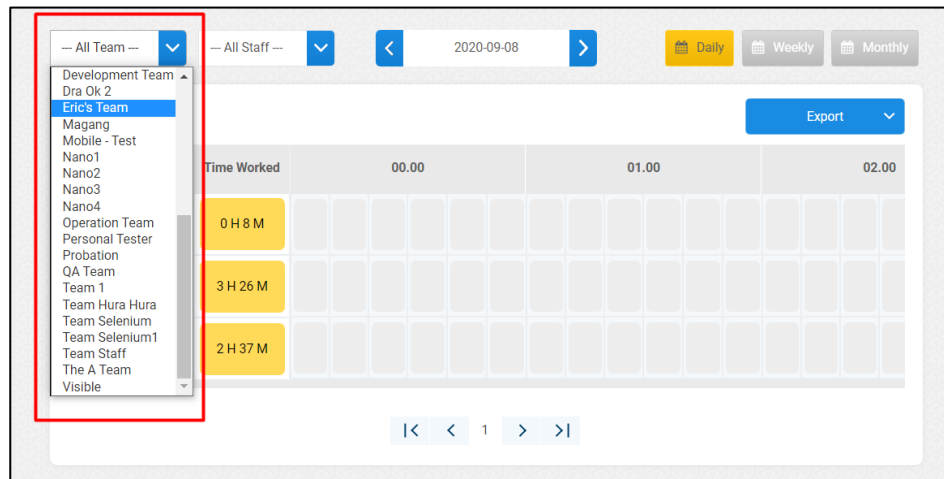 --- All Team ---
--- All Staff ---
2020-09-08
Daily
Weekly
Monthly
Development Team
Dra Ok 2
Eric's Team
Magang
Mobile - Test
Nano1
Nano2
Nano3
Nano4
Operation Team
Personal Tester
Probation
QA Team
Team 1
Team Hura Hura
Team Selenium
Team Selenium1
Team Staff
The A Team
Visible
Export
Time Worked
00.00
01.00
02.00
0 H 8 M
3 H 26 M
2 H 37 M
1